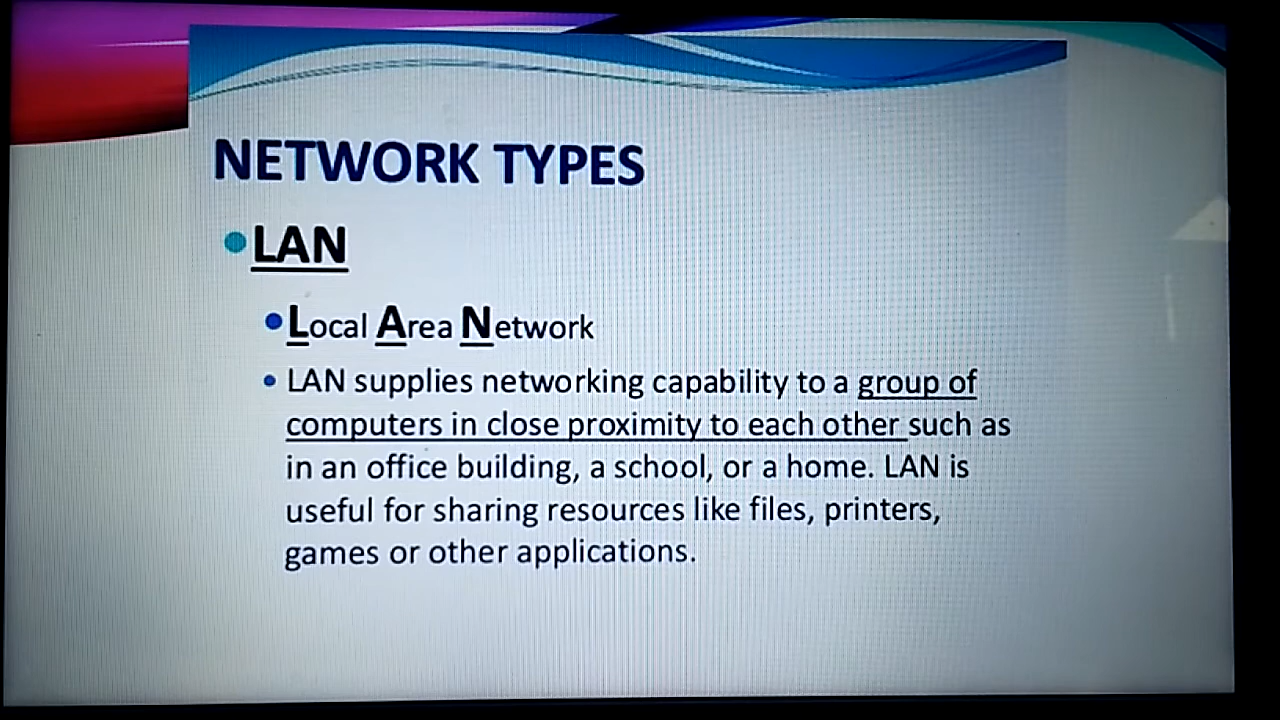 NETWORK TYPES
LAN
Local Area Network
LAN supplies networking capability to a group of
computers in close proximity to each other such as
in an office building, a school, or a home. LAN is
useful for sharing resources like files, printers,
games or other applications.